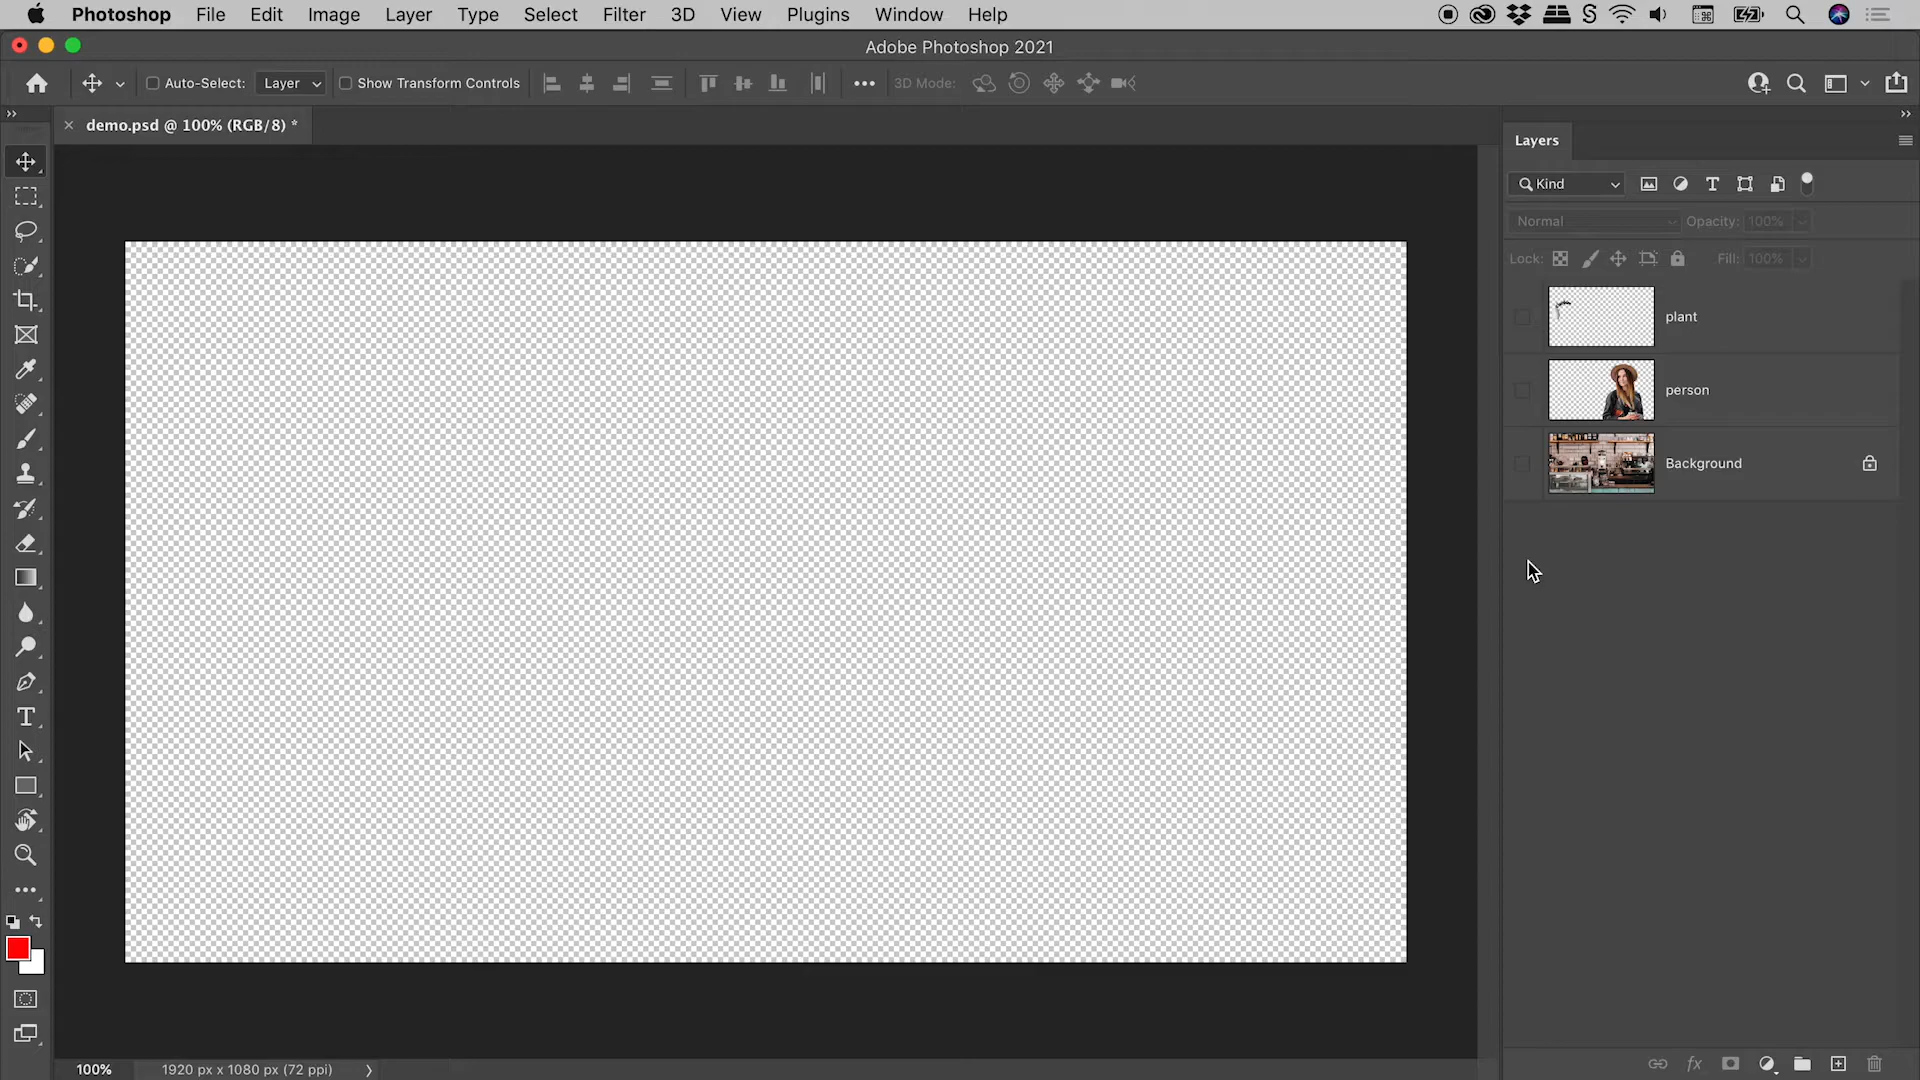 Photoshop File Edit Image Layer Type Select Filter 3D View Plugins Window Help
Adobe Photoshop 2021
Auto-Select: Layer Show Transform Controls 3D Mode:
demo.psd @ 100% (RGB/8) *
Layers
Kind
Normal Opacity: 100%
Lock: Fill: 100%
plant
person
Background
100% 1920 px x 1080 px (72 ppi)